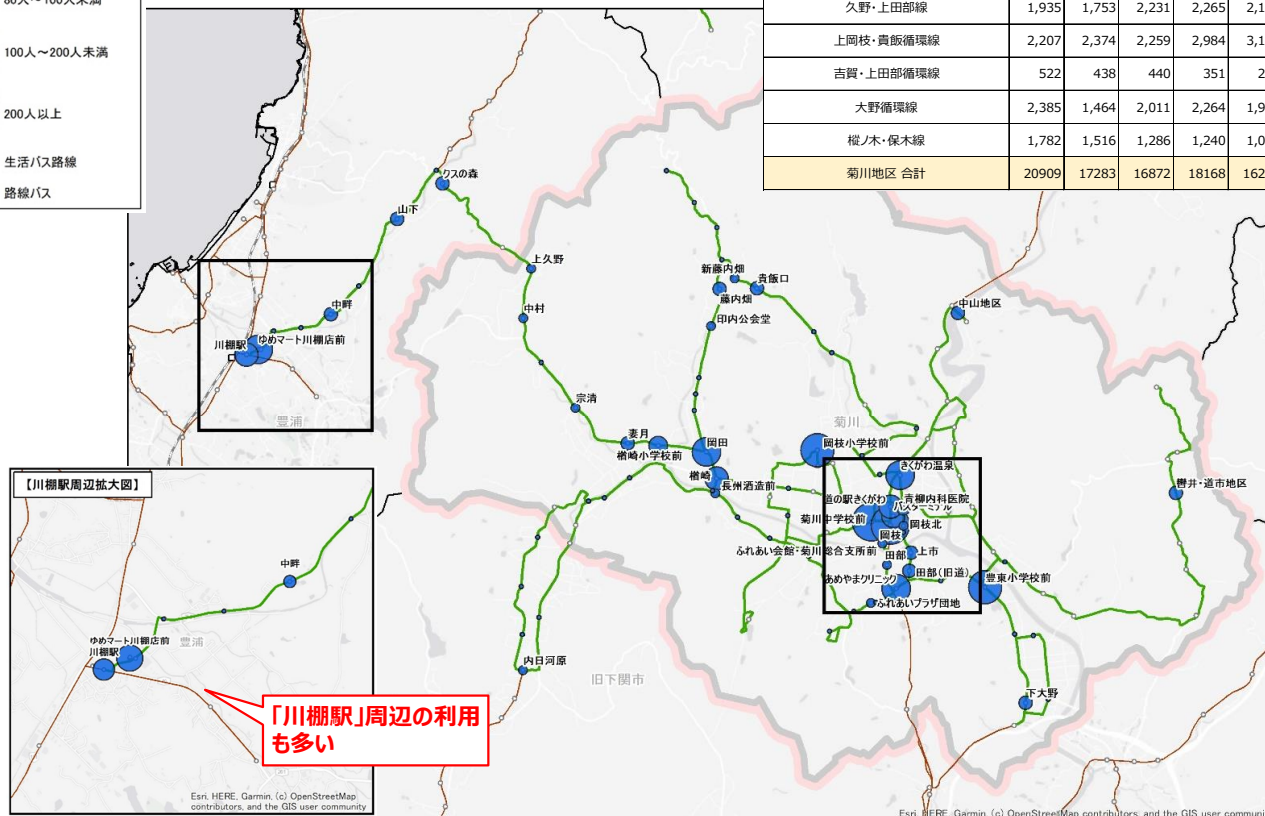 100人～200人未満
200人以上
生活バス路線
路線バス
久野・上田部線 1,935 1,753 2,231 2,265
上岡枝・貴飯循環線 2,207 2,374 2,259 2,984
吉賀・上田部循環線 522 438 440 351
大野循環線 2,385 1,464 2,011 2,264
樅ノ木・保木線 1,782 1,516 1,286 1,240
菊川地区 合計 20909 17283 16872 18168
クスの森
山下
上久野
中村
中畔
ゆめマート川棚店前
川棚駅
豊浦
宗清
妻月
楢崎小学校前
新藤内畑
貴飯口
藤内畑
印内公会堂
岡田
楢崎
長州酒造前
中山地区
菊川
岡枝小学校前
きくがわ温泉
道の駅きくがわ
青柳内科医院
バスターミナル
菊川中学校前
岡枝北
岡枝
ふれあい会館・菊川総合支所前
田部
上市
田部(旧道)
あめやまクリニック
豊東小学校前
ふれあいプラザ団地
轡井・道市地区
下大野
内日河原
旧下関市
【川棚駅周辺拡大図】
中畔
ゆめマート川棚店前
川棚駅
豊浦
「川棚駅」周辺の利用
も多い
Esri, HERE, Garmin, (c) OpenStreetMap
contributors, and the GIS user community
Esri, HERE, Garmin, (c) OpenStreetMap contributors, and the GIS user